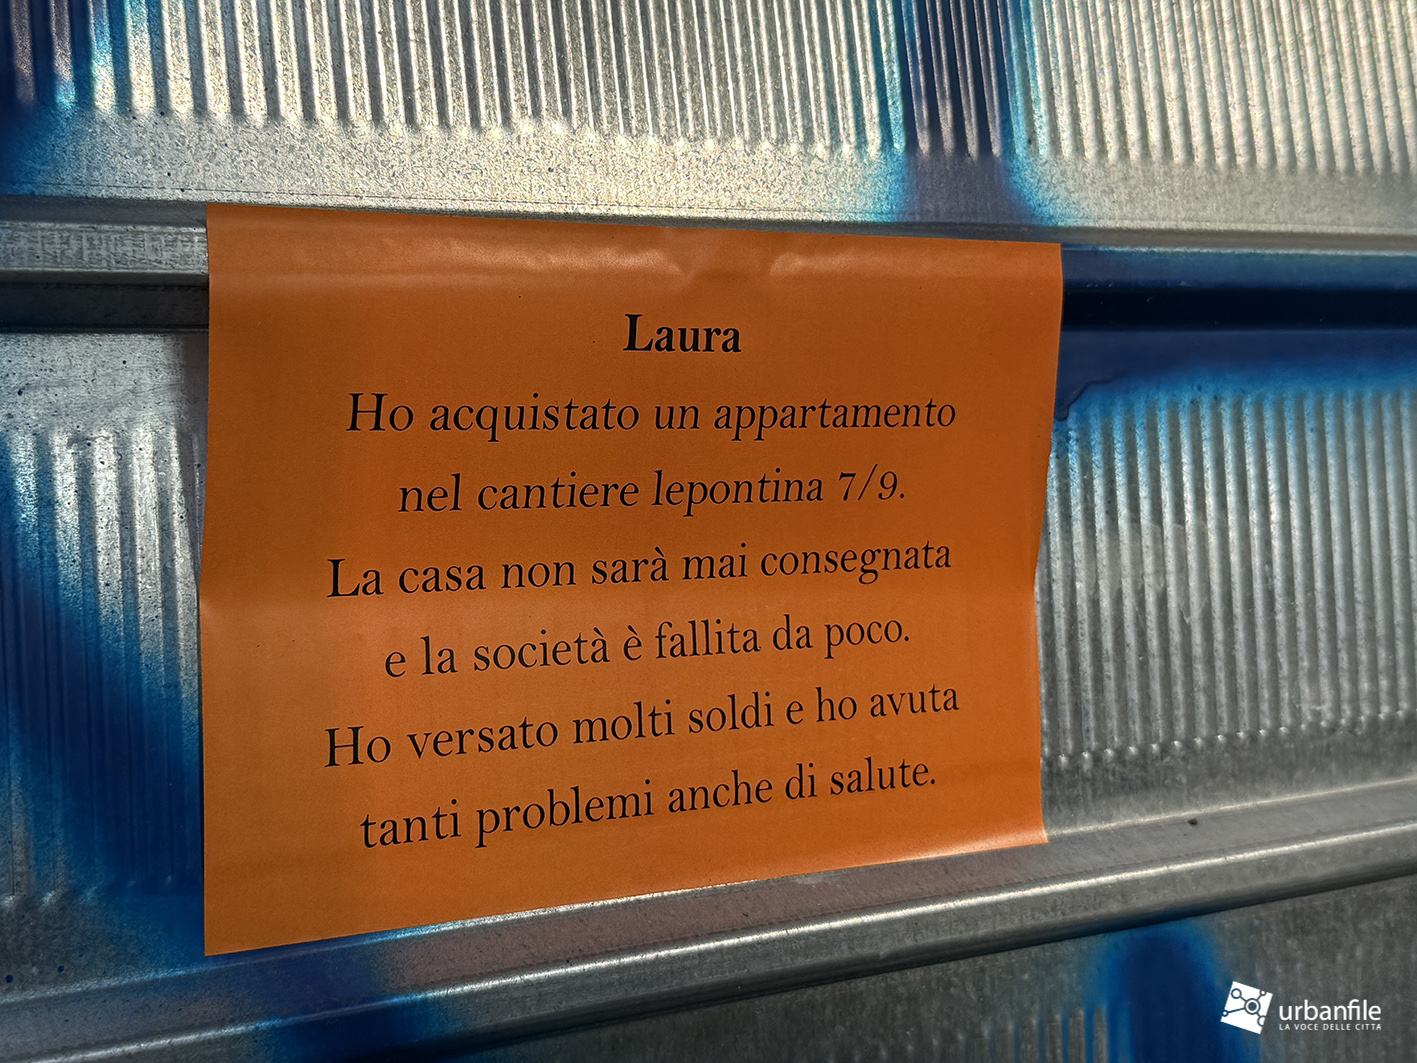 Laura
Ho acquistato un appartamento
nel cantiere lepontina 7/9.
La casa non sarà mai consegnata
e la società è fallita da poco.
Ho versato molti soldi e ho avuta
tanti problemi anche di salute.
urbanfile
LA VOCE DELLE CITTÀ